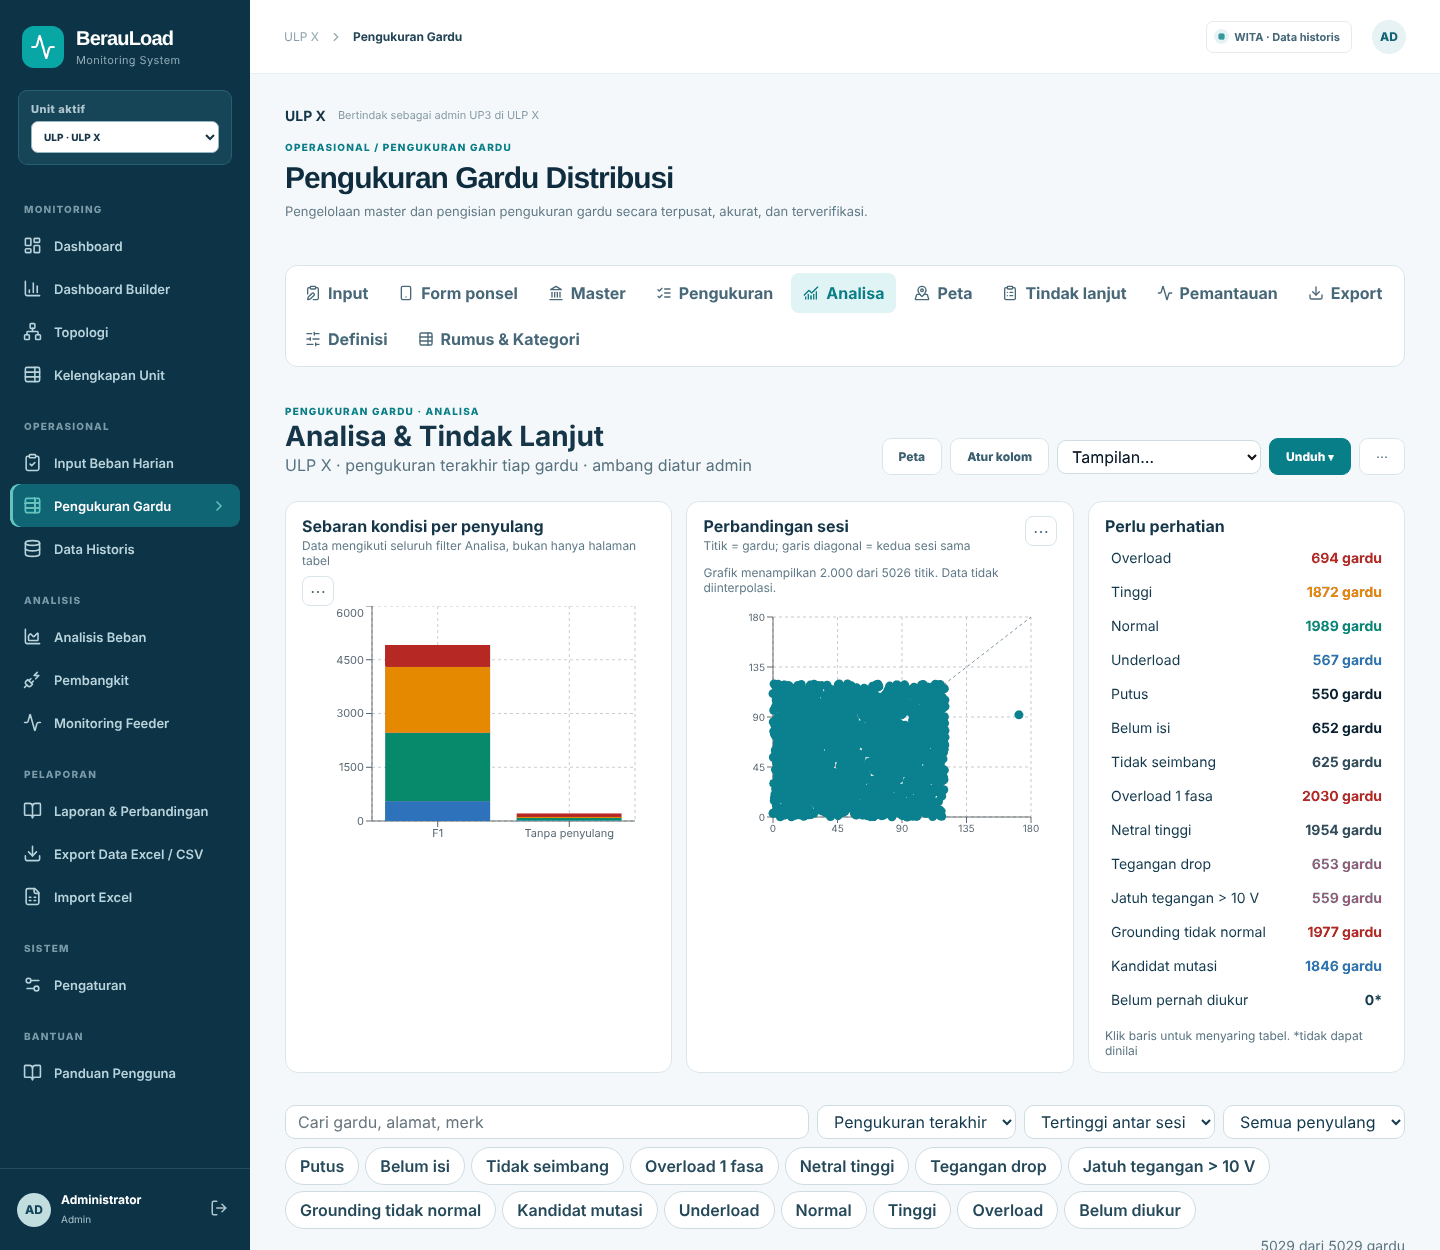 BerauLoad
Monitoring System
Unit aktif
ULP · ULP X
MONITORING
Dashboard
Dashboard Builder
Topologi
Kelengkapan Unit
OPERASIONAL
Input Beban Harian
Pengukuran Gardu
Data Historis
ANALISIS
Analisis Beban
Pembangkit
Monitoring Feeder
PELAPORAN
Laporan & Perbandingan
Export Data Excel / CSV
Import Excel
SISTEM
Pengaturan
BANTUAN
Panduan Pengguna
AD
Administrator
Admin
ULP X > Pengukuran Gardu
WITA · Data historis
AD
ULP X Bertindak sebagai admin UP3 di ULP X
OPERASIONAL / PENGUKURAN GARDU
Pengukuran Gardu Distribusi
Pengelolaan master dan pengisian pengukuran gardu secara terpusat, akurat, dan terverifikasi.
Input Form ponsel Master Pengukuran Analisa Peta Tindak lanjut Pemantauan Export
Definisi Rumus & Kategori
PENGUKURAN GARDU · ANALISA
Analisa & Tindak Lanjut
ULP X · pengukuran terakhir tiap gardu · ambang diatur admin
Peta Atur kolom Tampilan... Unduh ▾ ...
Sebaran kondisi per penyulang
Data mengikuti seluruh filter Analisa, bukan hanya halaman
tabel
...
6000
4500
3000
1500
0
F1 Tanpa penyulang
Perbandingan sesi
...
Titik = gardu; garis diagonal = kedua sesi sama
Grafik menampilkan 2.000 dari 5026 titik. Data tidak
diinterpolasi.
180
135
90
45
0
0 45 90 135 180
Perlu perhatian
Overload 694 gardu
Tinggi 1872 gardu
Normal 1989 gardu
Underload 567 gardu
Putus 550 gardu
Belum isi 652 gardu
Tidak seimbang 625 gardu
Overload 1 fasa 2030 gardu
Netral tinggi 1954 gardu
Tegangan drop 653 gardu
Jatuh tegangan > 10 V 559 gardu
Grounding tidak normal 1977 gardu
Kandidat mutasi 1846 gardu
Belum pernah diukur 0*
Klik baris untuk menyaring tabel. *tidak dapat
dinilai
Cari gardu, alamat, merk Pengukuran terakhir Tertinggi antar sesi Semua penyulang
Putus Belum isi Tidak seimbang Overload 1 fasa Netral tinggi Tegangan drop Jatuh tegangan > 10 V
Grounding tidak normal Kandidat mutasi Underload Normal Tinggi Overload Belum diukur
5029 dari 5029 gardu